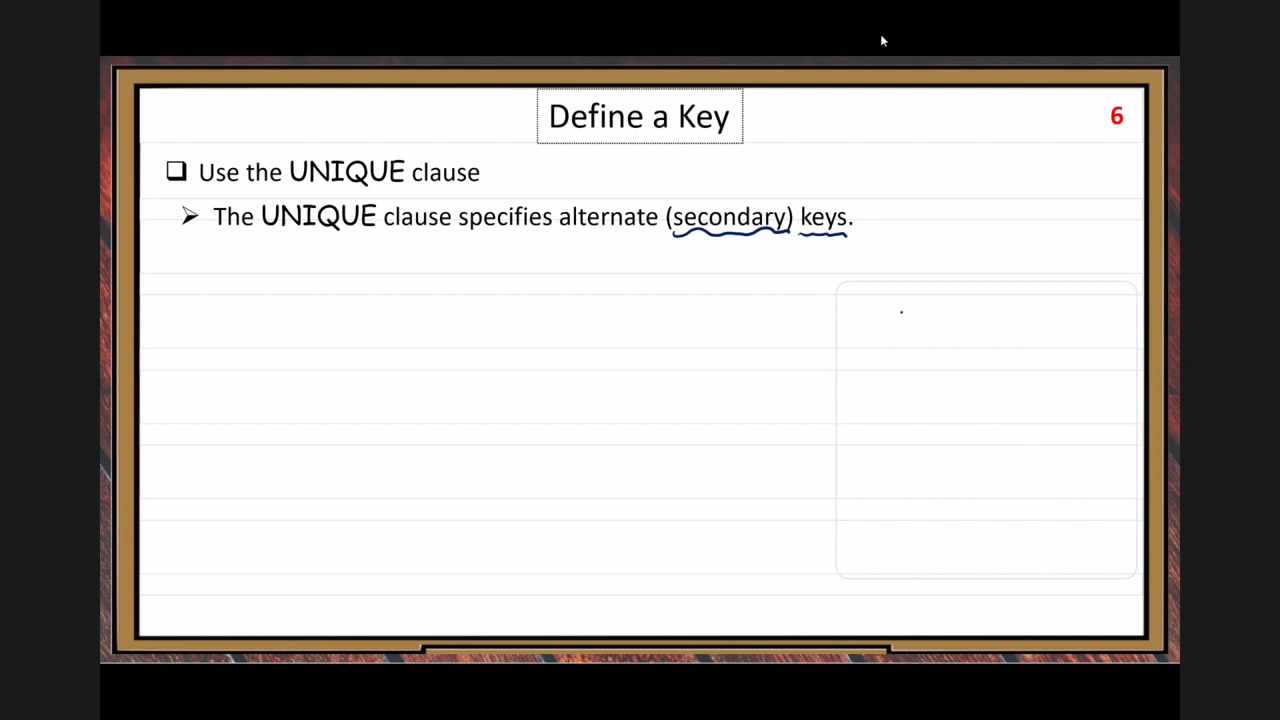 Define a Key
6
Use the UNIQUE clause
The UNIQUE clause specifies alternate (secondary) keys.